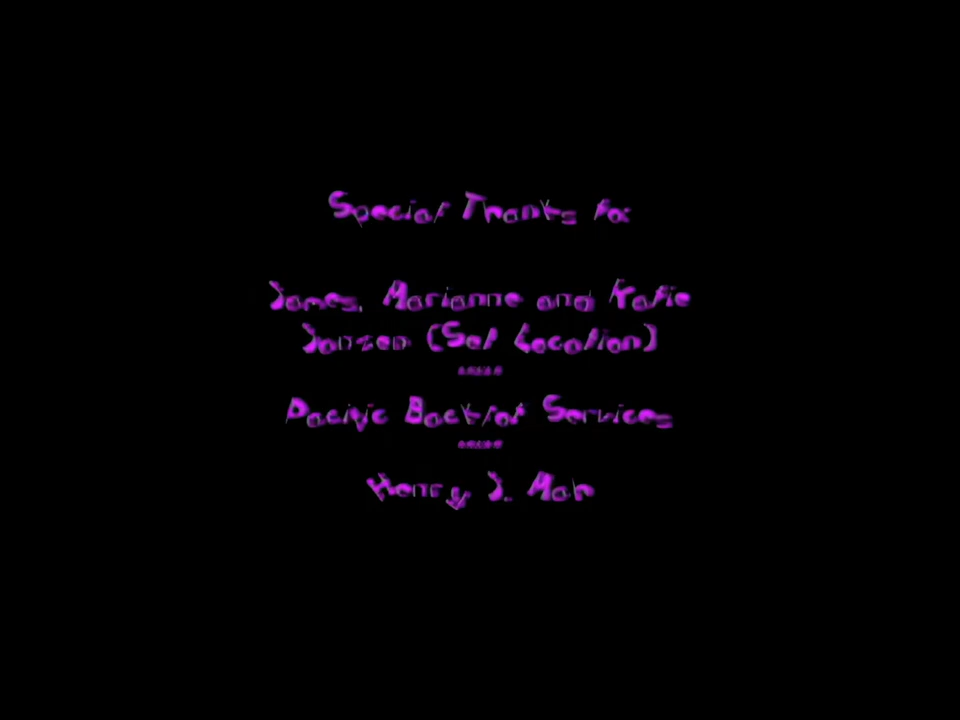 Special Thanks to:
James, Marianne and Katie
Janzen (Set Location)
*****
Pacific Backlot Services
*****
Henry J. Mah